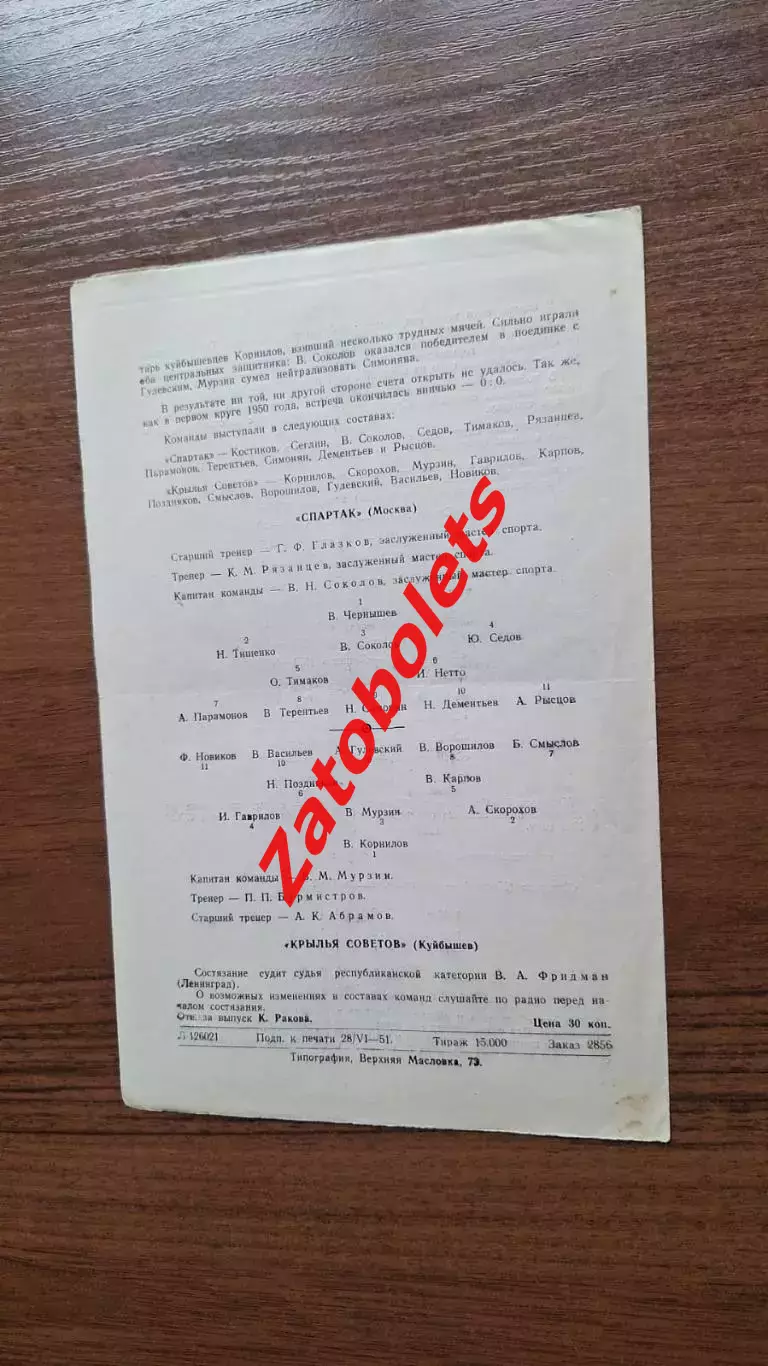 тарь куйбышевцев Корнилов, взявший несколько трудных мячей. Сильно играли
оба центральных защитника: В. Соколов оказался победителем в поединке с
Гулевским, Мурзин сумел нейтрализовать Симоняна.
В результате ни той, ни другой стороне счета открыть не удалось. Так же,
как в первом круге 1950 года, встреча окончилась вничью — 0:0.
Команды выступали в следующих составах:
«Спартак» — Костиков, Сеглин, В. Соколов, Седов, Тимаков, Рязанцев,
Парамонов, Терентьев, Симонян, Дементьев и Рысцов.
«Крылья Советов» — Корнилов, Скорохов, Мурзин, Гаврилов, Карпов,
Поздняков, Смыслов, Ворошилов, Гулевский, Васильев, Новиков.
«СПАРТАК» (Москва)
Старший тренер — Г. Ф. Глазков, заслуженный мастер спорта.
Тренер — К. М. Рязанцев, заслуженный мастер спорта.
Капитан команды — В. Н. Соколов, заслуженный мастер спорта.
1
В. Чернышев
2 3 4
Н. Тищенко В. Соколов Ю. Седов
5 6
О. Тимаков И. Нетто
7 8 9 10 11
А. Парамонов В. Терентьев Н. Н. Дементьев А. Рысцов
Ф. Новиков В. Васильев А. Гулевский В. Ворошилов Б. Смыслов
11 10 8 7
Н. Поздняков В. Карпов
6 5
И. Гаврилов В. Мурзин А. Скорохов
4 3 2
В. Корнилов
1
Капитан команды — В. М. Мурзин.
Тренер — П. П. Бурмистров.
Старший тренер — А. К. Абрамов.
«КРЫЛЬЯ СОВЕТОВ» (Куйбышев)
Состязание судит судья республиканской категории В. А. Фридман
(Ленинград).
О возможных изменениях в составах команд слушайте по радио перед на-
чалом состязания.
Отв. за выпуск К. Ракова. Цена 30 коп.
Л 126021 Подп. к печати 28/VI—51. Тираж 15.000 Заказ 2856
Типография, Верхняя Масловка, 73.
Zatobolets